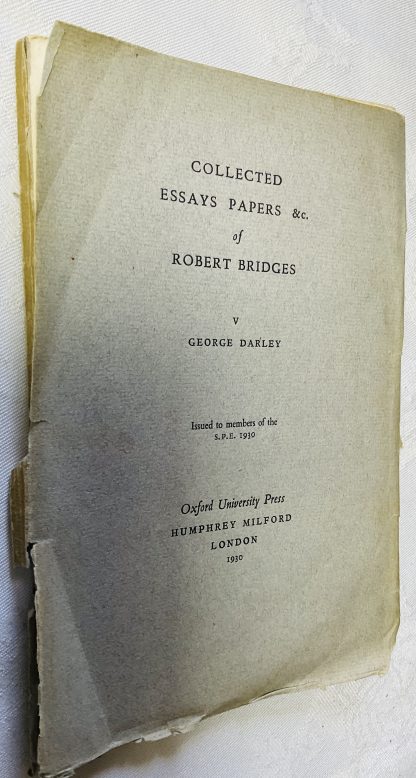 COLLECTED
ESSAYS PAPERS &c.
of
ROBERT BRIDGES
V
GEORGE DARLEY
Issued to members of the
S.P.E. 1930
Oxford University Press
HUMPHREY MILFORD
LONDON
1930